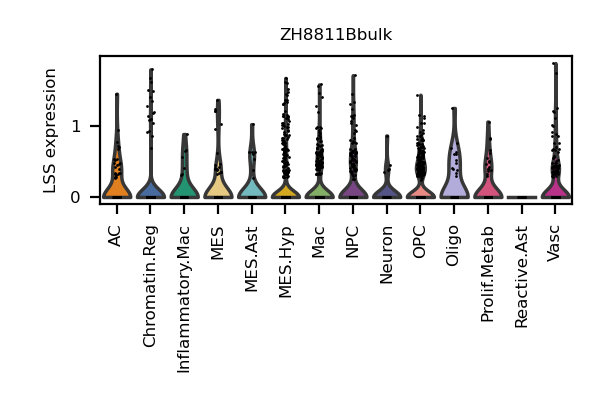 ZH8811Bbulk
LSS expression
1
0
AC
Chromatin.Reg
Inflammatory.Mac
MES
MES.Ast
MES.Hyp
Mac
NPC
Neuron
OPC
Oligo
Prolif.Metab
Reactive.Ast
Vasc